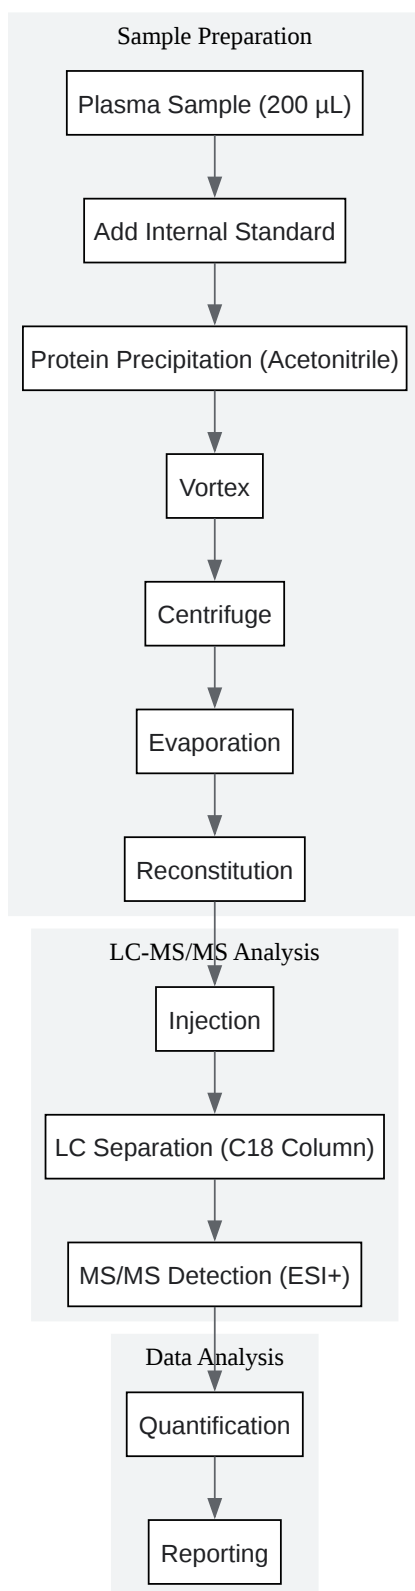 Sample Preparation
Plasma Sample (200 µL)
Add Internal Standard
Protein Precipitation (Acetonitrile)
Vortex
Centrifuge
Evaporation
Reconstitution
LC-MS/MS Analysis
Injection
LC Separation (C18 Column)
MS/MS Detection (ESI+)
Data Analysis
Quantification
Reporting